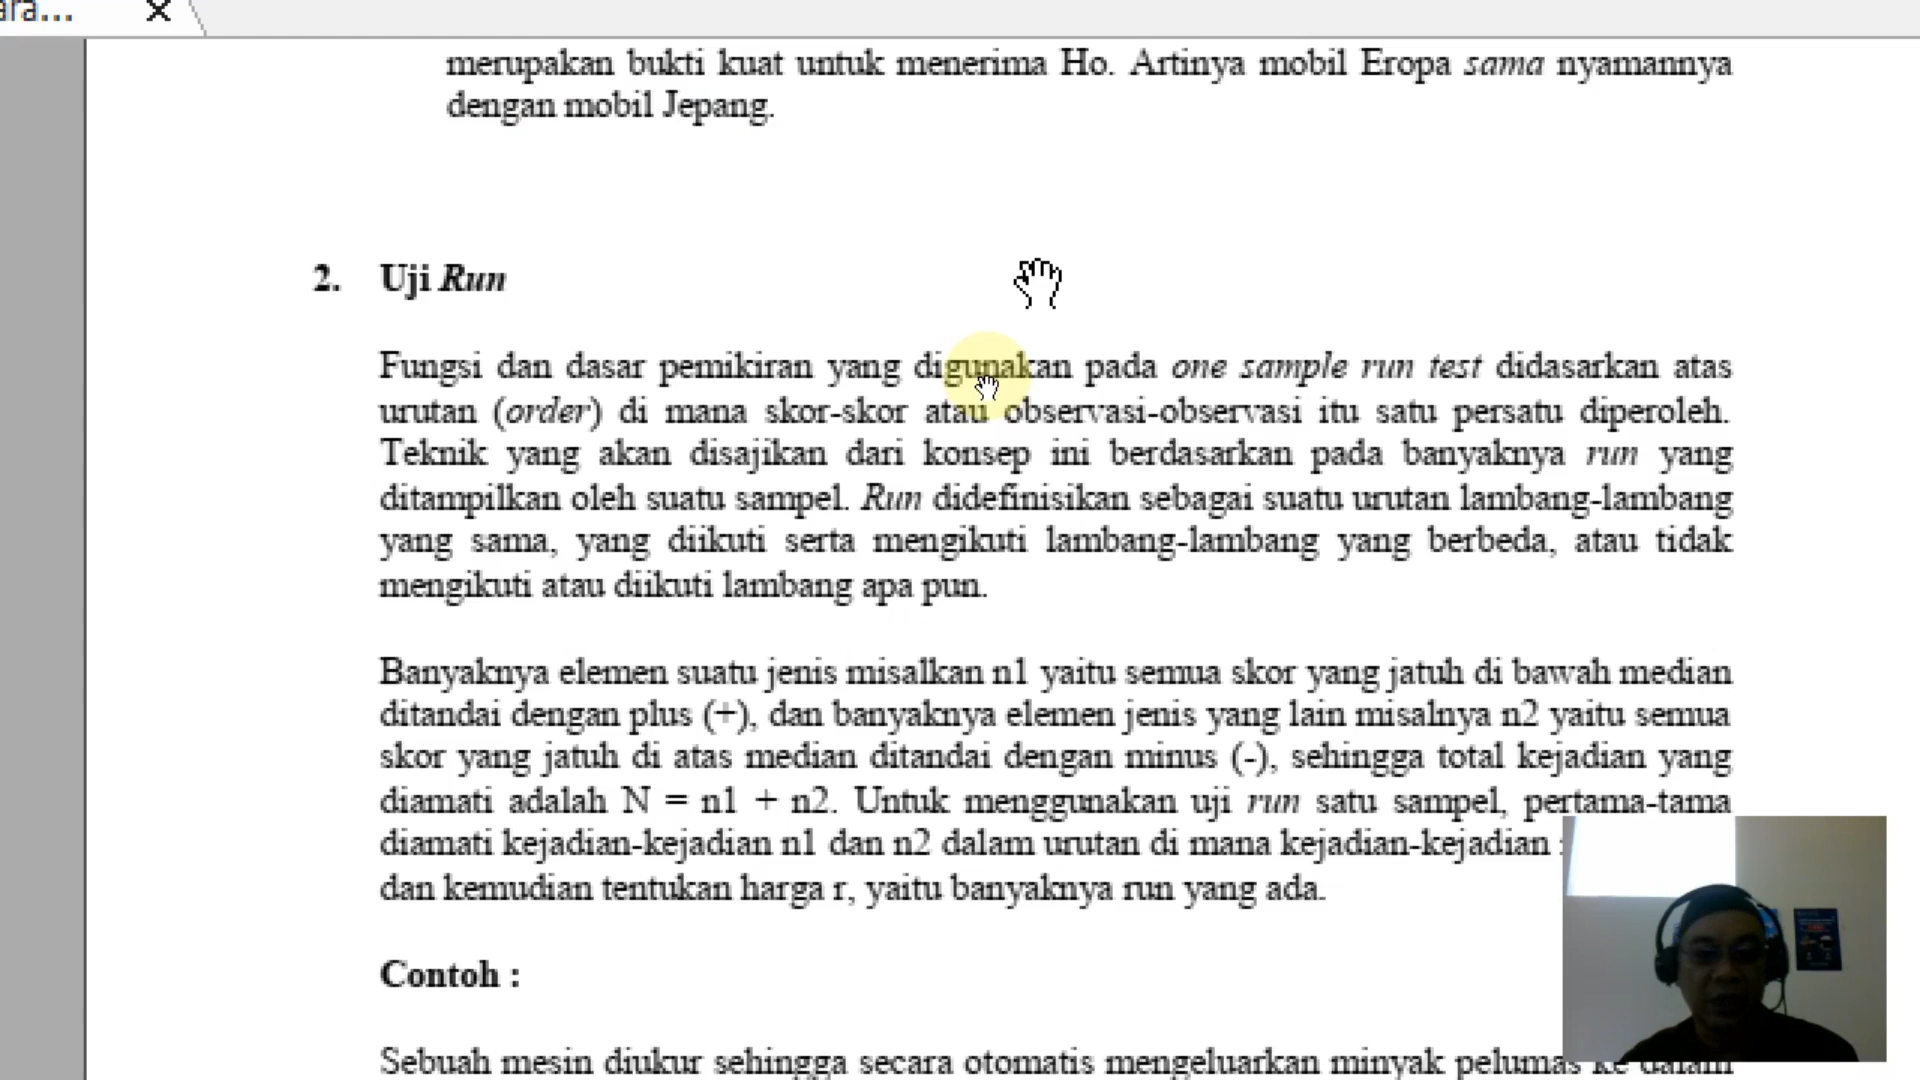 ara...
merupakan bukti kuat untuk menerima Ho. Artinya mobil Eropa sama nyamannya
dengan mobil Jepang.
2. Uji Run
Fungsi dan dasar pemikiran yang digunakan pada one sample run test didasarkan atas
urutan (order) di mana skor-skor atau observasi-observasi itu satu persatu diperoleh.
Teknik yang akan disajikan dari konsep ini berdasarkan pada banyaknya run yang
ditampilkan oleh suatu sampel. Run didefinisikan sebagai suatu urutan lambang-lambang
yang sama, yang diikuti serta mengikuti lambang-lambang yang berbeda, atau tidak
mengikuti atau diikuti lambang apa pun.
Banyaknya elemen suatu jenis misalkan n1 yaitu semua skor yang jatuh di bawah median
ditandai dengan plus (+), dan banyaknya elemen jenis yang lain misalnya n2 yaitu semua
skor yang jatuh di atas median ditandai dengan minus (-), sehingga total kejadian yang
diamati adalah N = n1 + n2. Untuk menggunakan uji run satu sampel, pertama-tama
diamati kejadian-kejadian n1 dan n2 dalam urutan di mana kejadian-kejadian
dan kemudian tentukan harga r, yaitu banyaknya run yang ada.
Contoh :
Sebuah mesin diukur sehingga secara otomatis mengeluarkan minyak pelumas ke dalam